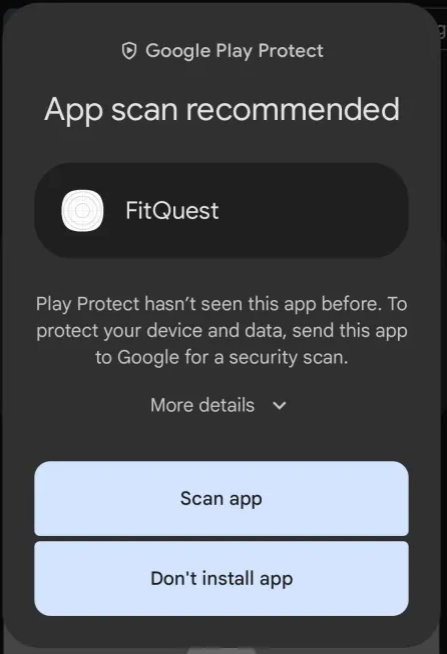 Google Play Protect
App scan recommended
FitQuest
Play Protect hasn’t seen this app before. To
protect your device and data, send this app
to Google for a security scan.
More details
Scan app
Don't install app